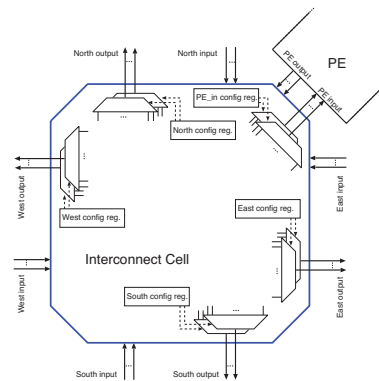 North output
North input
PE output
PE
PE input
PE_in config reg.
North config reg.
West output
West config reg.
East input
East config reg.
Interconnect Cell
West input
South config reg.
East output
South input
South output